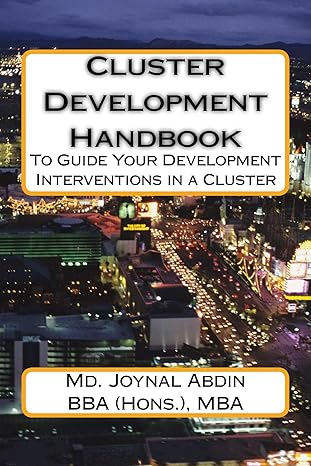 Cluster
Development
Handbook
To Guide Your Development
Interventions in a Cluster
Md. Joynal Abdin
BBA (Hons.), MBA